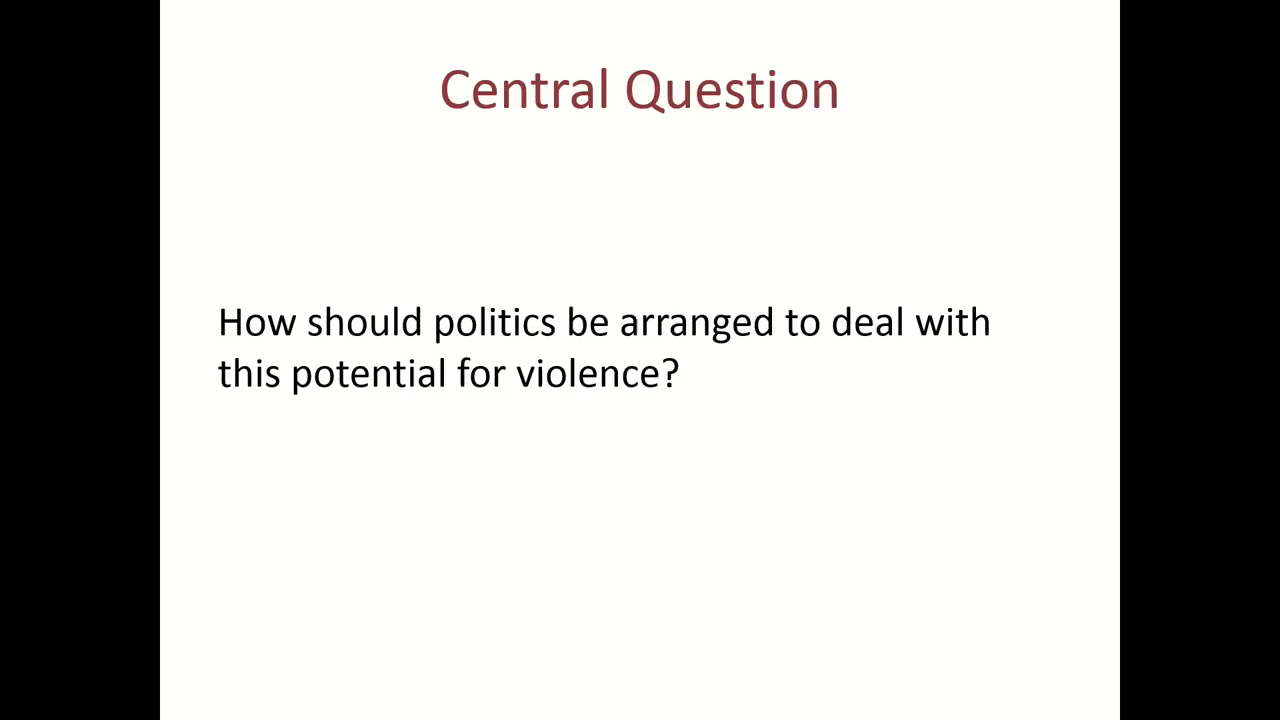 Central Question
How should politics be arranged to deal with
this potential for violence?